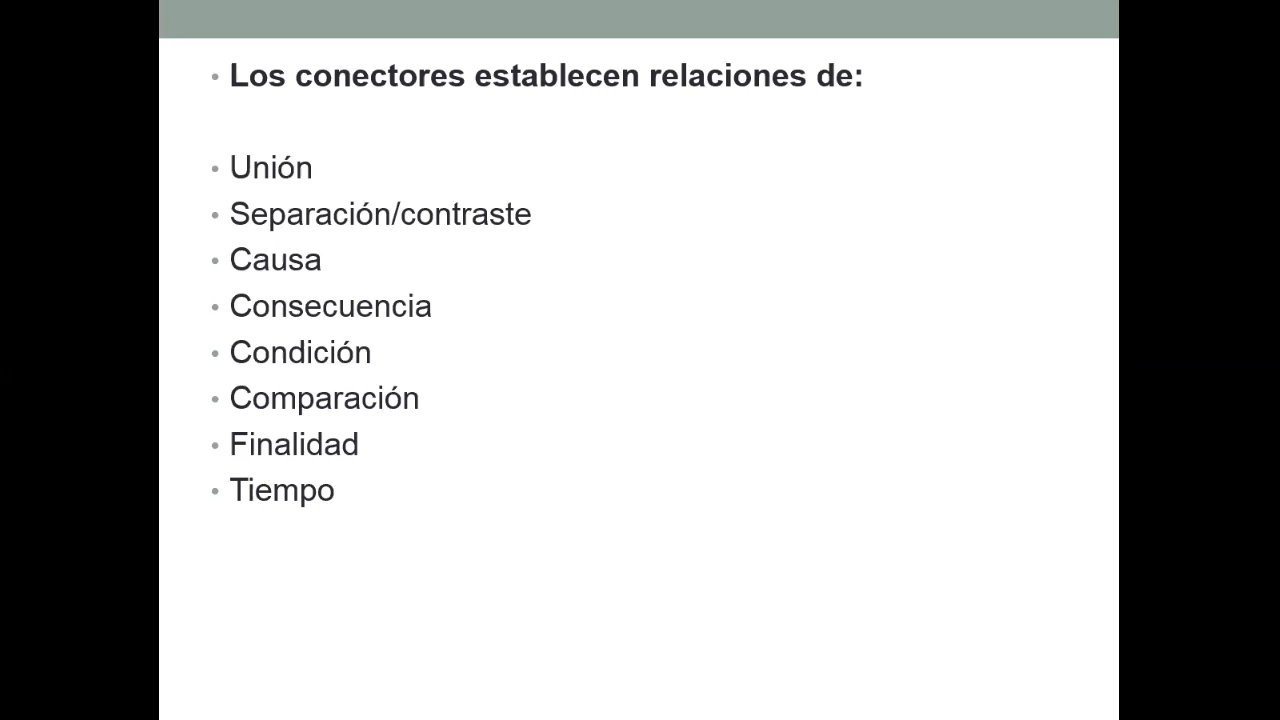 • Los conectores establecen relaciones de:
• Unión
• Separación/contraste
• Causa
• Consecuencia
• Condición
• Comparación
• Finalidad
• Tiempo